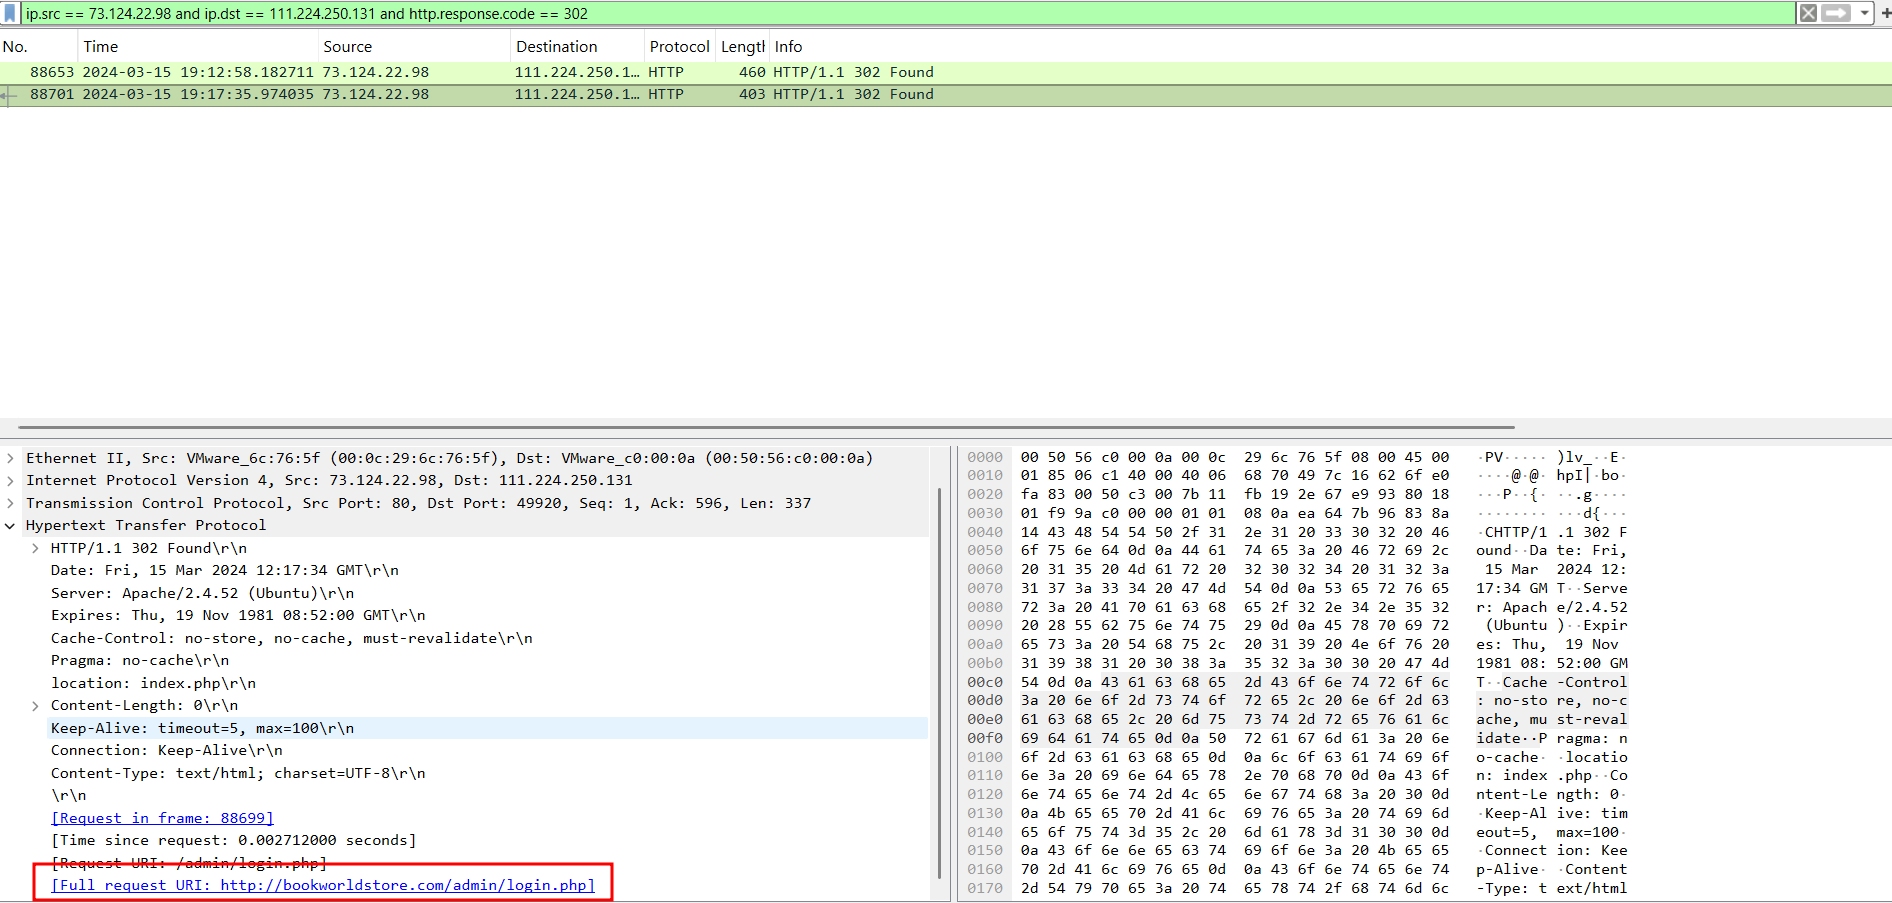 ip.src == 73.124.22.98 and ip.dst == 111.224.250.131 and http.response.code == 302
No. Time Source Destination Protocol Length Info
88653 2024-03-15 19:12:58.182711 73.124.22.98 111.224.250.1… HTTP 460 HTTP/1.1 302 Found
88701 2024-03-15 19:17:35.974035 73.124.22.98 111.224.250.1… HTTP 403 HTTP/1.1 302 Found
Ethernet II, Src: VMware_6c:76:5f (00:0c:29:6c:76:5f), Dst: VMware_c0:00:0a (00:50:56:c0:00:0a)
Internet Protocol Version 4, Src: 73.124.22.98, Dst: 111.224.250.131
Transmission Control Protocol, Src Port: 80, Dst Port: 49920, Seq: 1, Ack: 596, Len: 337
Hypertext Transfer Protocol
HTTP/1.1 302 Found\r\n
Date: Fri, 15 Mar 2024 12:17:34 GMT\r\n
Server: Apache/2.4.52 (Ubuntu)\r\n
Expires: Thu, 19 Nov 1981 08:52:00 GMT\r\n
Cache-Control: no-store, no-cache, must-revalidate\r\n
Pragma: no-cache\r\n
location: index.php\r\n
Content-Length: 0\r\n
Keep-Alive: timeout=5, max=100\r\n
Connection: Keep-Alive\r\n
Content-Type: text/html; charset=UTF-8\r\n
\r\n
[Request in frame: 88699]
[Time since request: 0.002712000 seconds]
[Request URI: /admin/login.php]
[Full request URI: http://bookworldstore.com/admin/login.php]
0000 00 50 56 c0 00 0a 00 0c 29 6c 76 5f 08 00 45 00 ·PV····· )lv_··E·
0010 01 85 06 c1 40 00 40 06 68 70 49 7c 16 62 6f e0 ····@·@· hpI|·bo·
0020 fa 83 00 50 c3 00 7b 11 fb 19 2e 67 e9 93 80 18 ···P··{· ··.g····
0030 01 f9 9a c0 00 00 01 01 08 0a ea 64 7b 96 83 8a ········ ···d{···
0040 14 43 48 54 54 50 2f 31 2e 31 20 33 30 32 20 46 ·CHTTP/1 .1 302 F
0050 6f 75 6e 64 0d 0a 44 61 74 65 3a 20 46 72 69 2c ound··Da te: Fri,
0060 20 31 35 20 4d 61 72 20 32 30 32 34 20 31 32 3a 15 Mar 2024 12:
0070 31 37 3a 33 34 20 47 4d 54 0d 0a 53 65 72 76 65 17:34 GM T··Serve
0080 72 3a 20 41 70 61 63 68 65 2f 32 2e 34 2e 35 32 r: Apach e/2.4.52
0090 20 28 55 62 75 6e 74 75 29 0d 0a 45 78 70 69 72 (Ubuntu )··Expir
00a0 65 73 3a 20 54 68 75 2c 20 31 39 20 4e 6f 76 20 es: Thu, 19 Nov
00b0 31 39 38 31 20 30 38 3a 35 32 3a 30 30 20 47 4d 1981 08: 52:00 GM
00c0 54 0d 0a 43 61 63 68 65 2d 43 6f 6e 74 72 6f 6c T··Cache -Control
00d0 3a 20 6e 6f 2d 73 74 6f 72 65 2c 20 6e 6f 2d 63 : no-sto re, no-c
00e0 61 63 68 65 2c 20 6d 75 73 74 2d 72 65 76 61 6c ache, mu st-reval
00f0 69 64 61 74 65 0d 0a 50 72 61 67 6d 61 3a 20 6e idate··P ragma: n
0100 6f 2d 63 61 63 68 65 0d 0a 6c 6f 63 61 74 69 6f o-cache· ·locatio
0110 6e 3a 20 69 6e 64 65 78 2e 70 68 70 0d 0a 43 6f n: index .php··Co
0120 6e 74 65 6e 74 2d 4c 65 6e 67 74 68 3a 20 30 0d ntent-Le ngth: 0·
0130 0a 4b 65 65 70 2d 41 6c 69 76 65 3a 20 74 69 6d ·Keep-Al ive: tim
0140 65 6f 75 74 3d 35 2c 20 6d 61 78 3d 31 30 30 0d eout=5, max=100·
0150 0a 43 6f 6e 6e 65 63 74 69 6f 6e 3a 20 4b 65 65 ·Connect ion: Kee
0160 70 2d 41 6c 69 76 65 0d 0a 43 6f 6e 74 65 6e 74 p-Alive· ·Content
0170 2d 54 79 70 65 3a 20 74 65 78 74 2f 68 74 6d 6c -Type: t ext/html